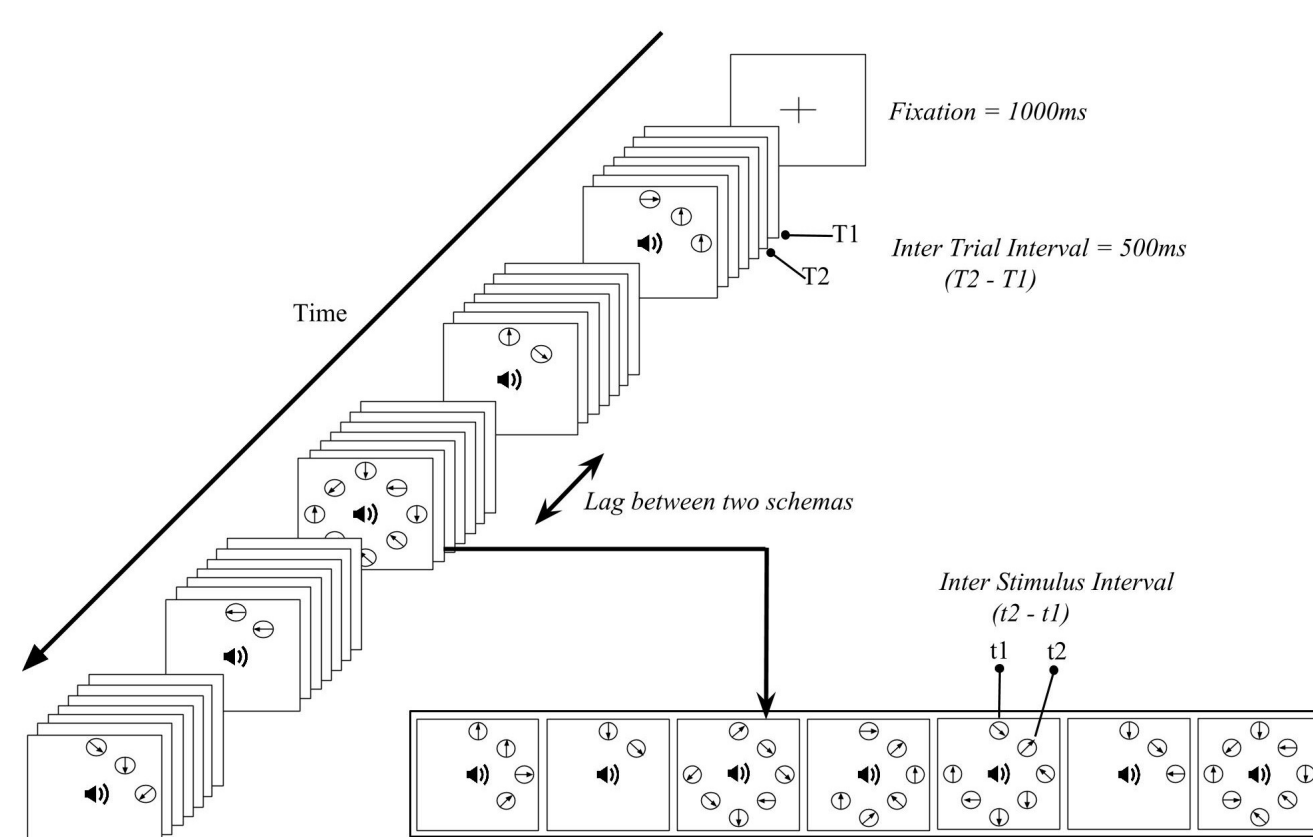 Fixation = 1000ms
T1
Inter Trial Interval = 500ms
T2
(T2 - T1)
Time
Lag between two schemas
Inter Stimulus Interval
(t2 - t1)
t1
t2